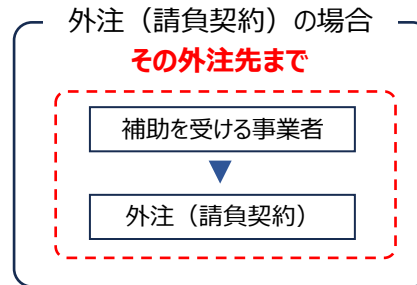 外注（請負契約）の場合
その外注先まで
補助を受ける事業者
外注（請負契約）